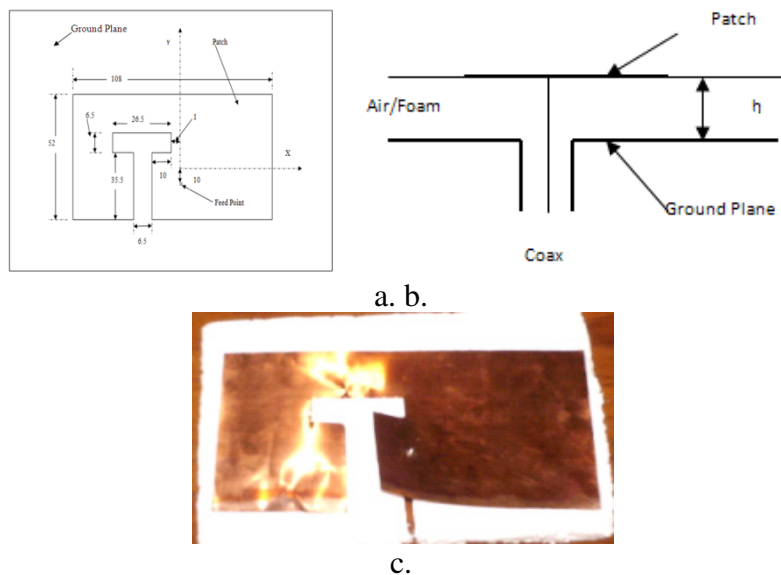 Ground Plane
Y
Patch
108
26.5
6.5
1
52
X
35.5
10
10
Feed Point
6.5
Patch
Air/Foam
h
Ground Plane
Coax
a. b.
c.